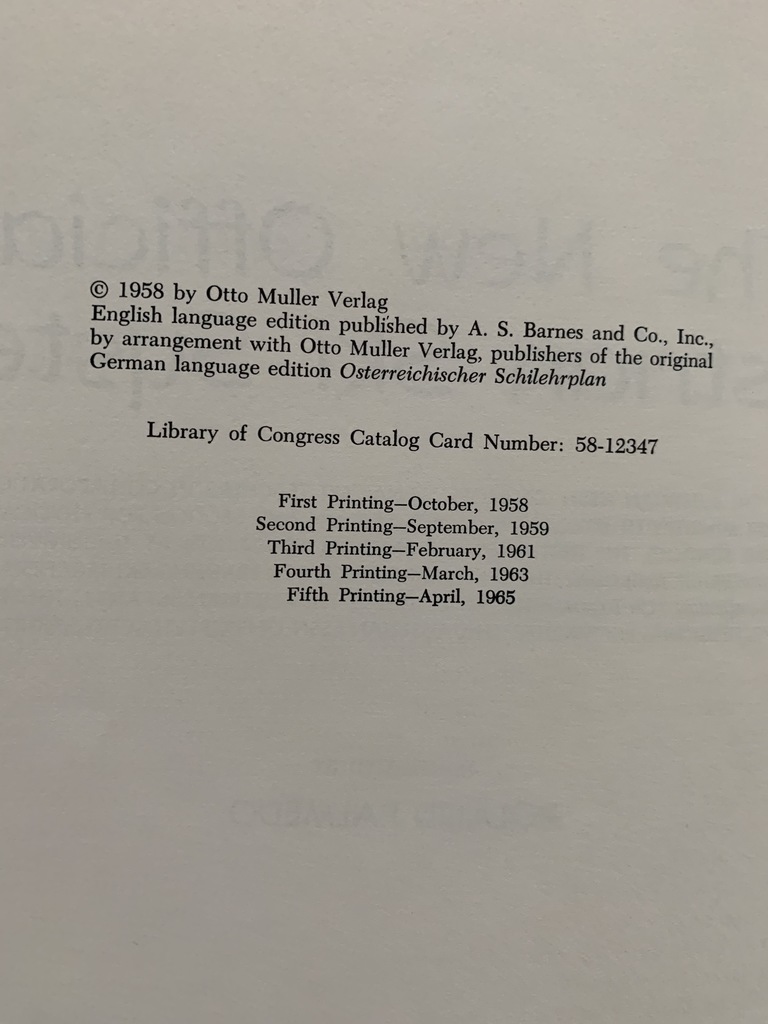 © 1958 by Otto Muller Verlag
English language edition published by A. S. Barnes and Co., Inc.,
by arrangement with Otto Muller Verlag, publishers of the original
German language edition Osterreichischer Schilehrplan
Library of Congress Catalog Card Number: 58-12347
First Printing—October, 1958
Second Printing—September, 1959
Third Printing—February, 1961
Fourth Printing—March, 1963
Fifth Printing—April, 1965